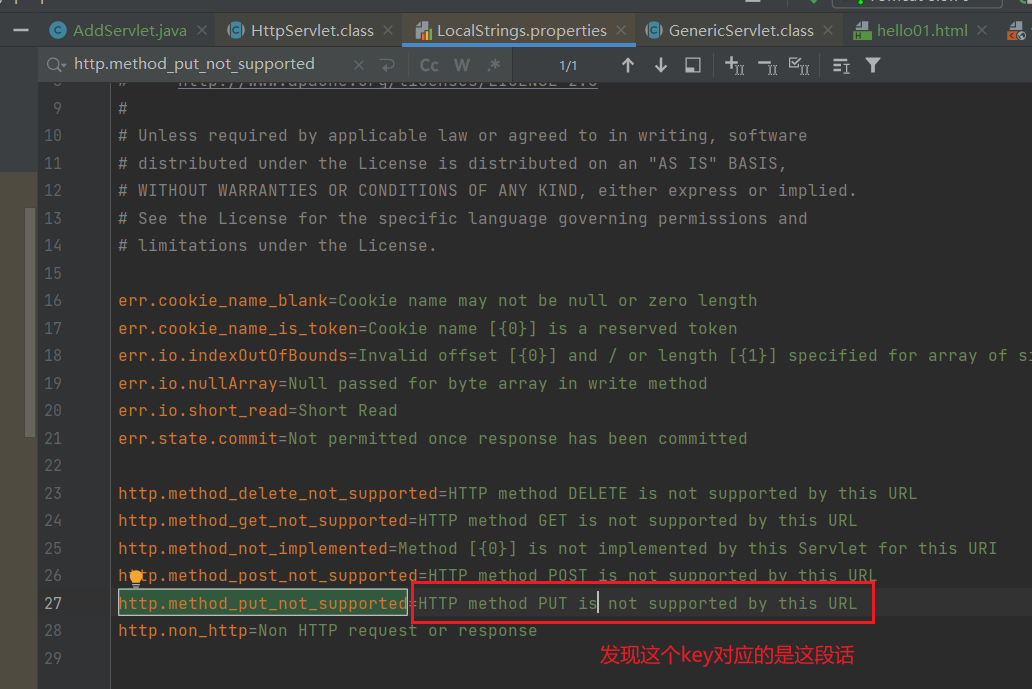 AddServlet.java HttpServlet.class LocalStrings.properties GenericServlet.class hello01.html
http.method_put_not_supported Cc W .* 1/1
9 #
10 # Unless required by applicable law or agreed to in writing, software
11 # distributed under the License is distributed on an "AS IS" BASIS,
12 # WITHOUT WARRANTIES OR CONDITIONS OF ANY KIND, either express or implied.
13 # See the License for the specific language governing permissions and
14 # limitations under the License.
15
16 err.cookie_name_blank=Cookie name may not be null or zero length
17 err.cookie_name_is_token=Cookie name [{0}] is a reserved token
18 err.io.indexOutOfBounds=Invalid offset [{0}] and / or length [{1}] specified for array of
19 err.io.nullArray=Null passed for byte array in write method
20 err.io.short_read=Short Read
21 err.state.commit=Not permitted once response has been committed
22
23 http.method_delete_not_supported=HTTP method DELETE is not supported by this URL
24 http.method_get_not_supported=HTTP method GET is not supported by this URL
25 http.method_not_implemented=Method [{0}] is not implemented by this Servlet for this URI
26 http.method_post_not_supported=HTTP method POST is not supported by this URL
27 http.method_put_not_supported=HTTP method PUT is not supported by this URL
28 http.non_http=Non HTTP request or response
29
发现这个key对应的是这段话